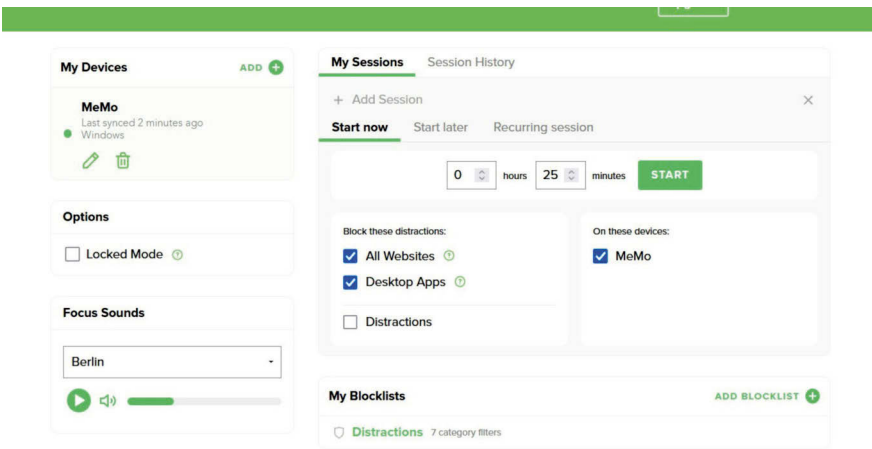 My Devices
ADD
MeMo
Last synced 2 minutes ago
Windows
Options
Locked Mode
Focus Sounds
Berlin
My Sessions Session History
+ Add Session
Start now Start later Recurring session
0 hours 25 minutes START
Block these distractions:
All Websites
Desktop Apps
Distractions
On these devices:
MeMo
My Blocklists
ADD BLOCKLIST
Distractions 7 category filters